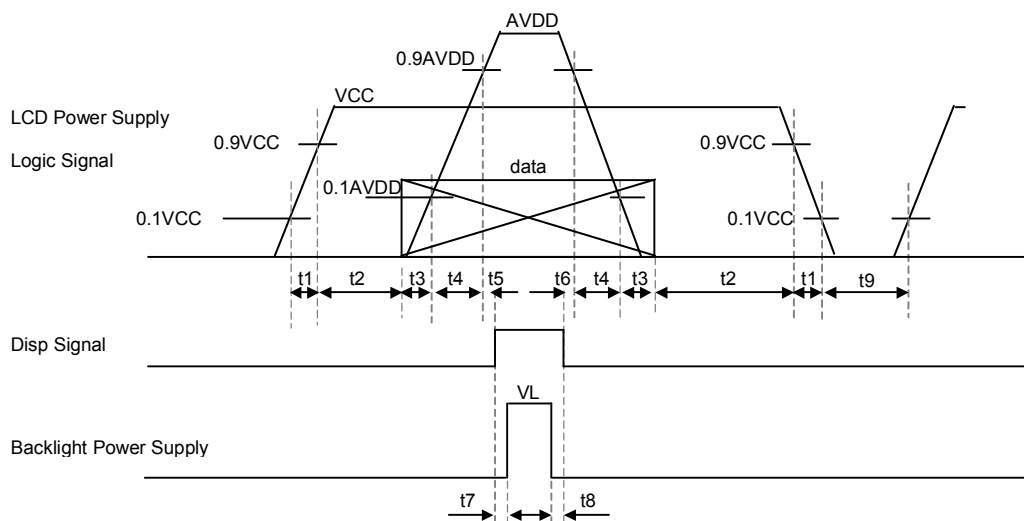 AVDD
0.9AVDD
VCC
LCD Power Supply
0.9VCC
0.9VCC
Logic Signal
data
0.1AVDD
0.1VCC
0.1VCC
t1 t2 t3 t4 t5 t6 t4 t3 t2 t1 t9
Disp Signal
VL
Backlight Power Supply
t7 t8